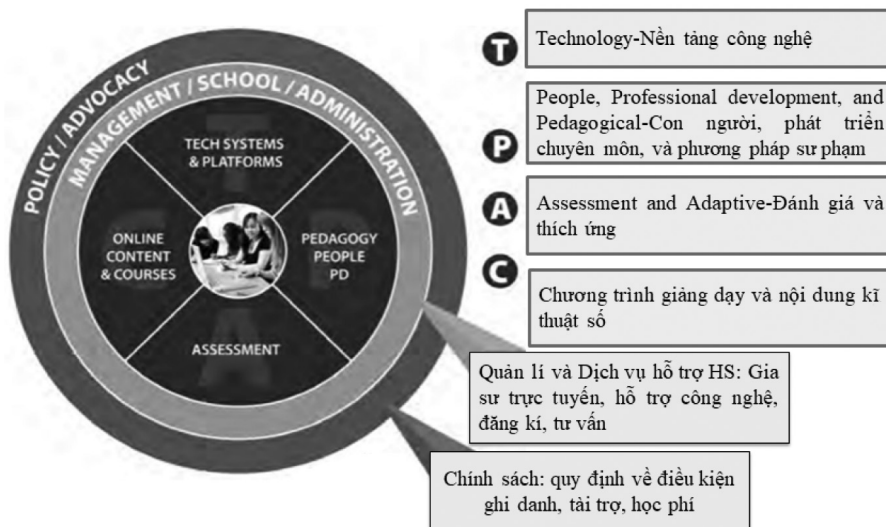 POLICY / ADVOCACY
MANAGEMENT / SCHOOL / ADMINISTRATION
T
TECH SYSTEMS
& PLATFORMS
C
ONLINE
CONTENT
& COURSES
P
PEDAGOGY
PEOPLE
PD
A
ASSESSMENT
T
Technology-Nền tảng công nghệ
P
People, Professional development, and
Pedagogical-Con người, phát triển
chuyên môn, và phương pháp sư phạm
A
Assessment and Adaptive-Đánh giá và
thích ứng
C
Chương trình giảng dạy và nội dung kĩ
thuật số
Quản lí và Dịch vụ hỗ trợ HS: Gia
sư trực tuyến, hỗ trợ công nghệ,
đăng kí, tư vấn
Chính sách: quy định về điều kiện
ghi danh, tài trợ, học phí